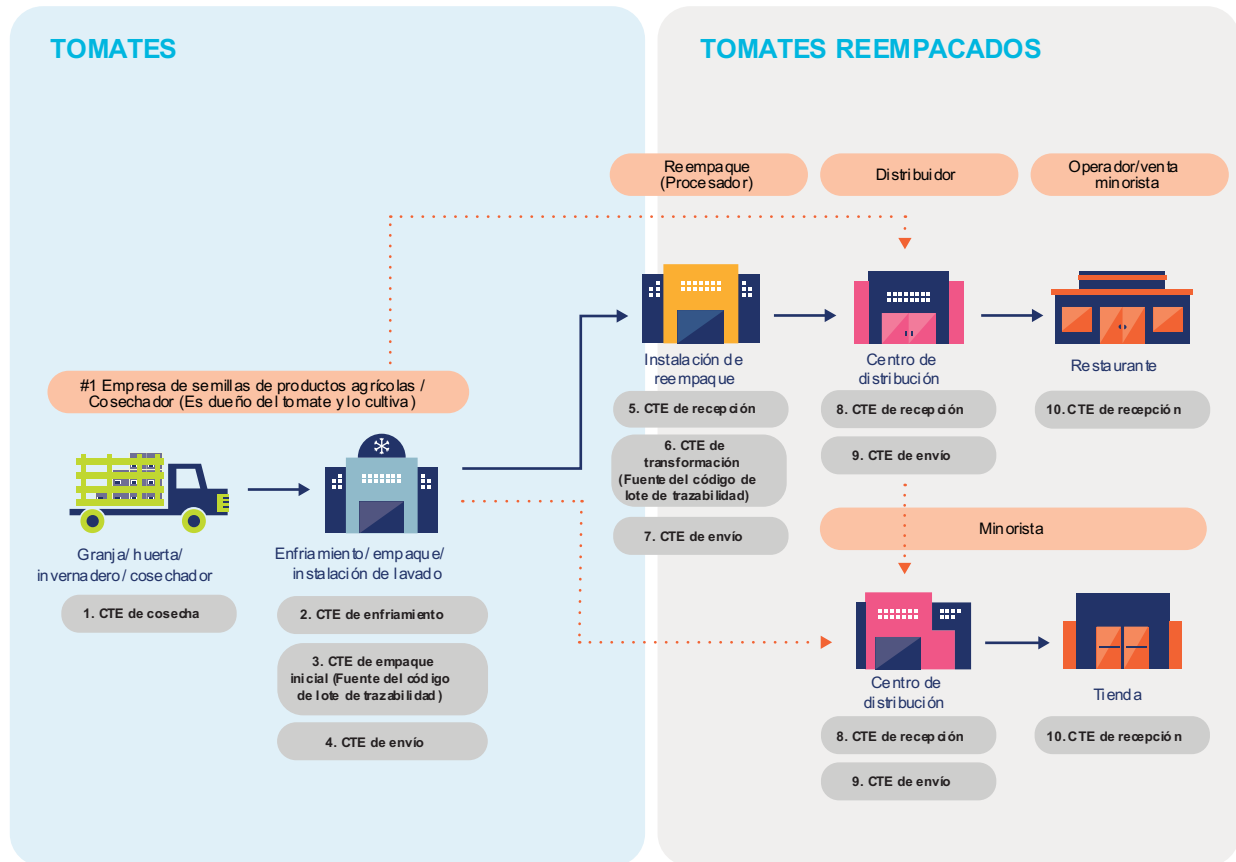 TOMATES
TOMATES REEMPACADOS
Reempaque
(Procesador)
Distribuidor
Operador/venta
minorista
#1 Empresa de semillas de productos agrícolas /
Cosechador (Es dueño del tomate y lo cultiva)
Granja/ huerta/
invernadero/ cosechador
1. CTE de cosecha
Enfriamiento/ empaque/
instalación de lavado
2. CTE de enfriamiento
3. CTE de empaque
inicial (Fuente del código
de lote de trazabilidad)
4. CTE de envío
Instalación de
reempaque
5. CTE de recepción
6. CTE de
transformación
(Fuente del código de
lote de trazabilidad)
7. CTE de envío
Centro de
distribución
8. CTE de recepción
9. CTE de envío
Restaurante
10. CTE de recepción
Minorista
Centro de
distribución
8. CTE de recepción
9. CTE de envío
Tienda
10. CTE de recepción